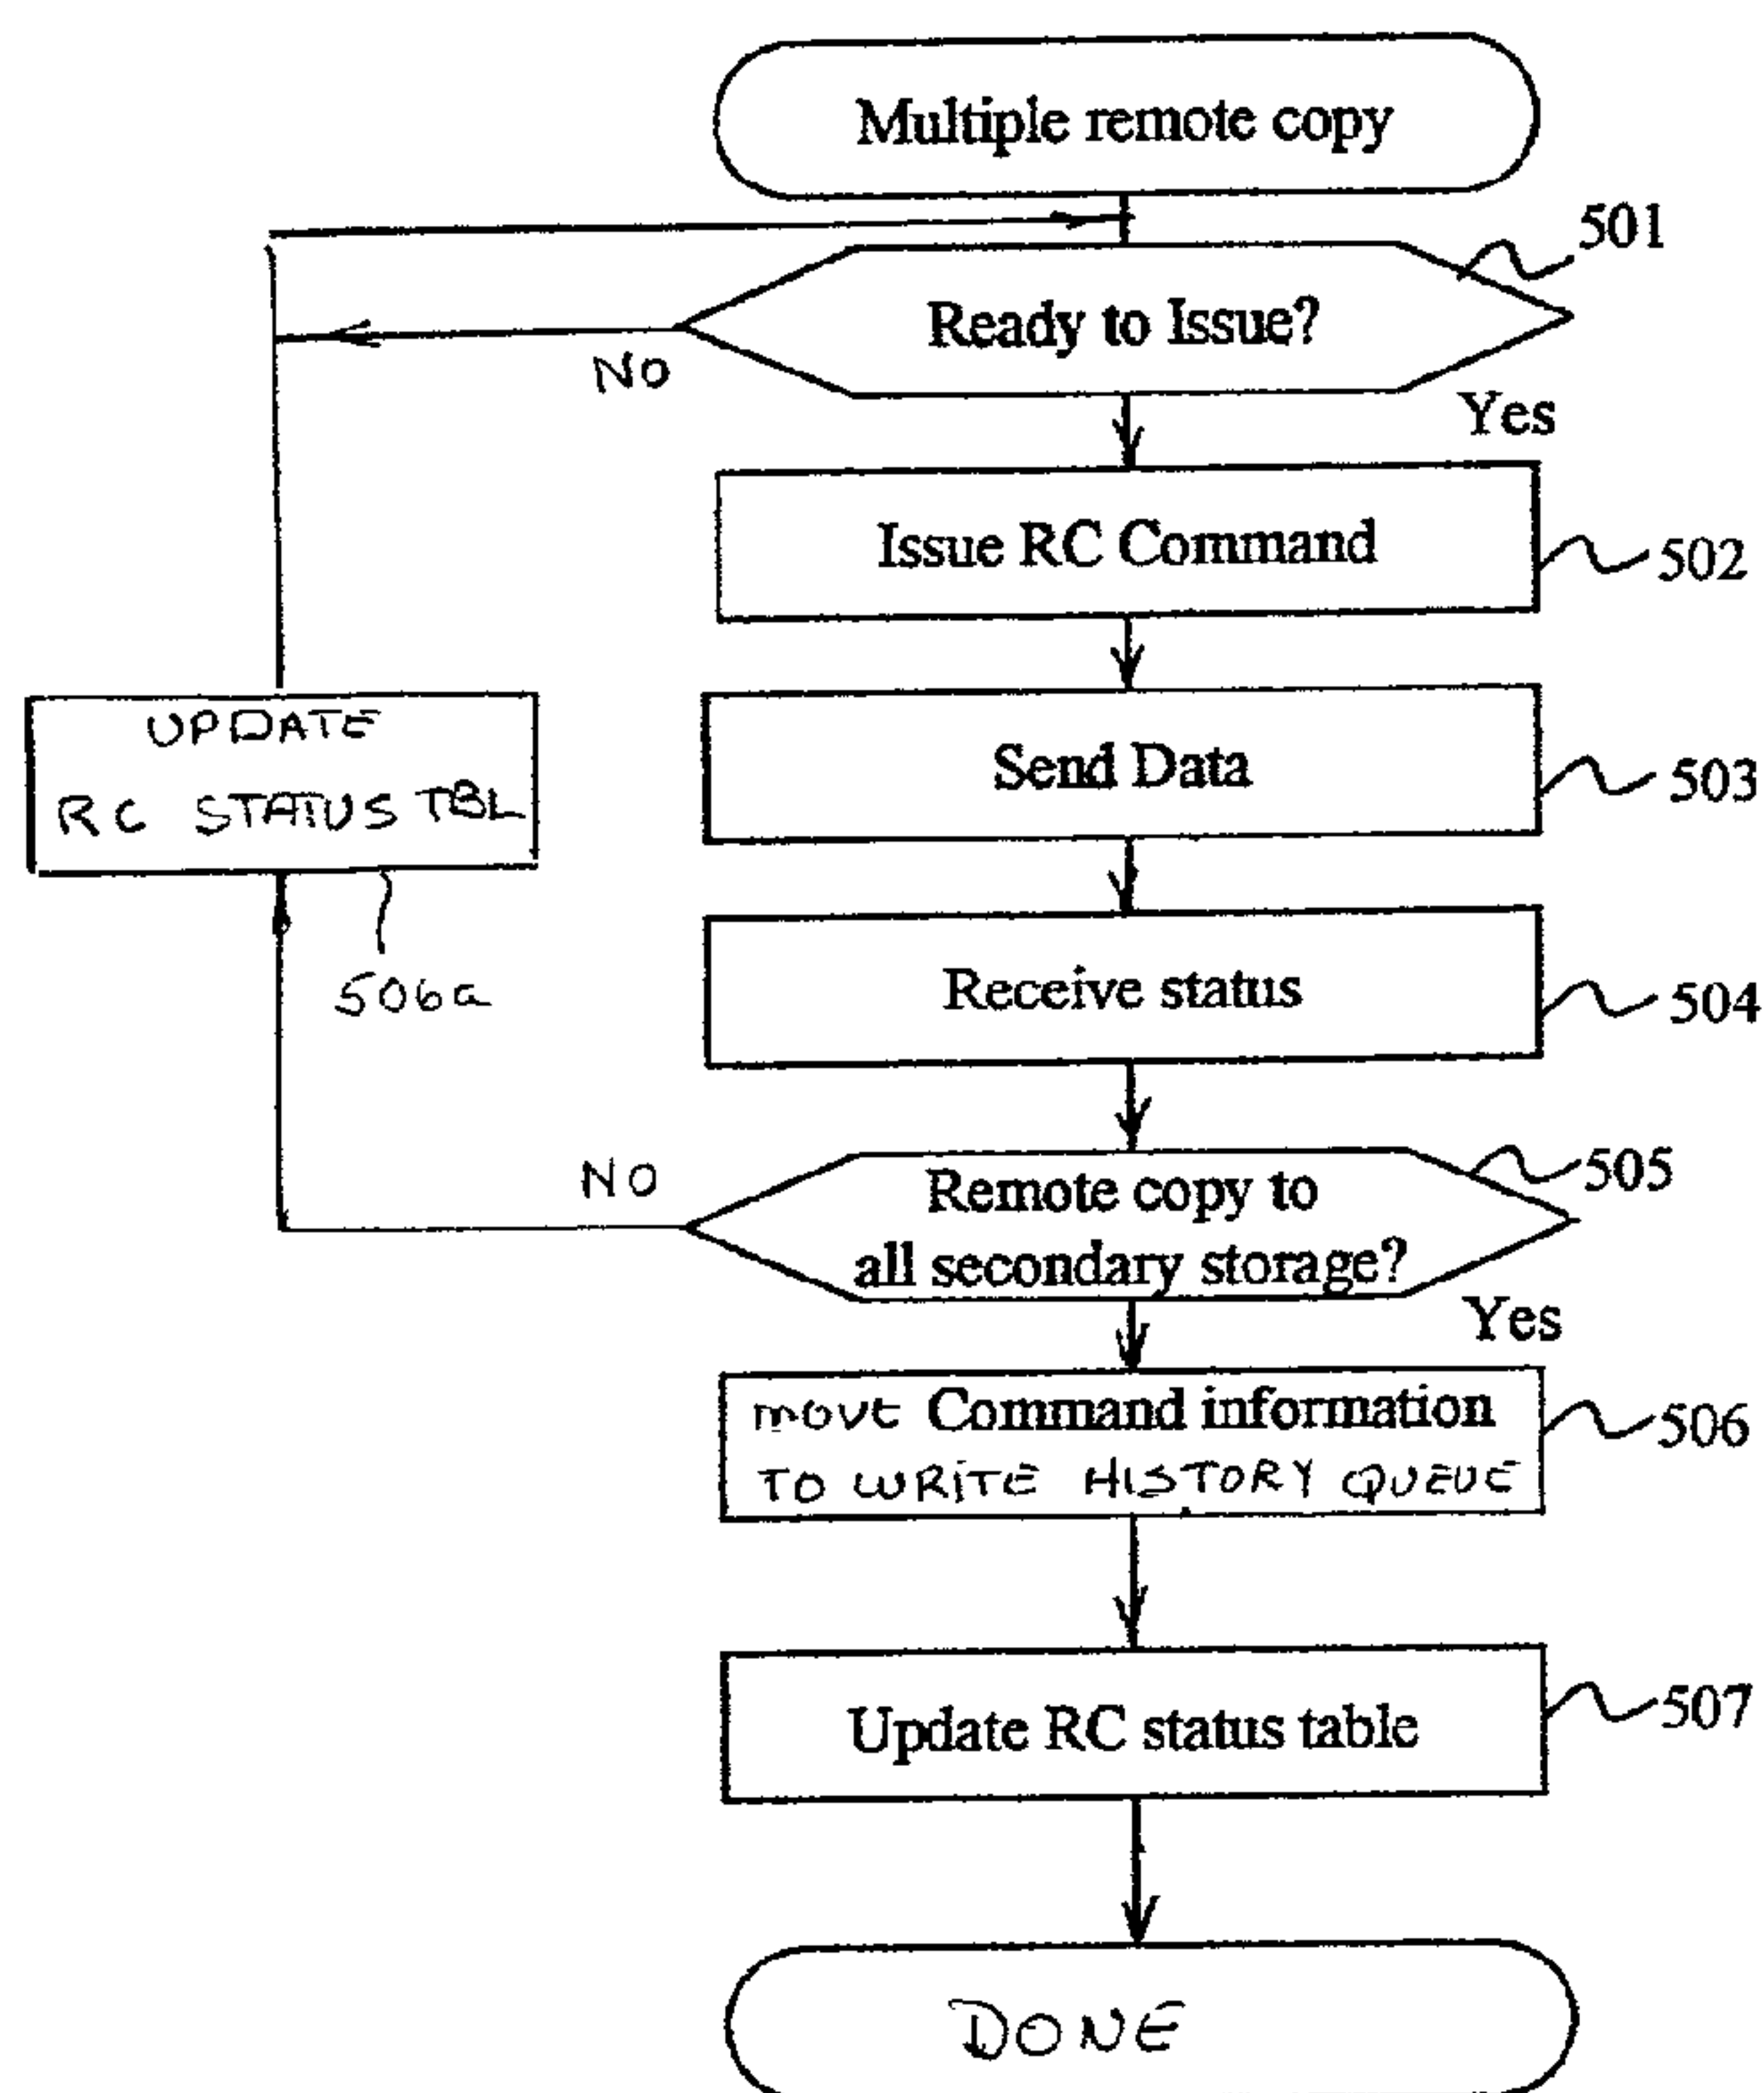 Multiple remote copy
501
Ready to Issue?
NO
Yes
Issue RC Command
502
UPDATE
RC STATUS TBL
506a
Send Data
503
Receive status
504
505
Remote copy to
all secondary storage?
NO
Yes
MOVE Command information
TO WRITE HISTORY QUEUE
506
Update RC status table
507
DONE